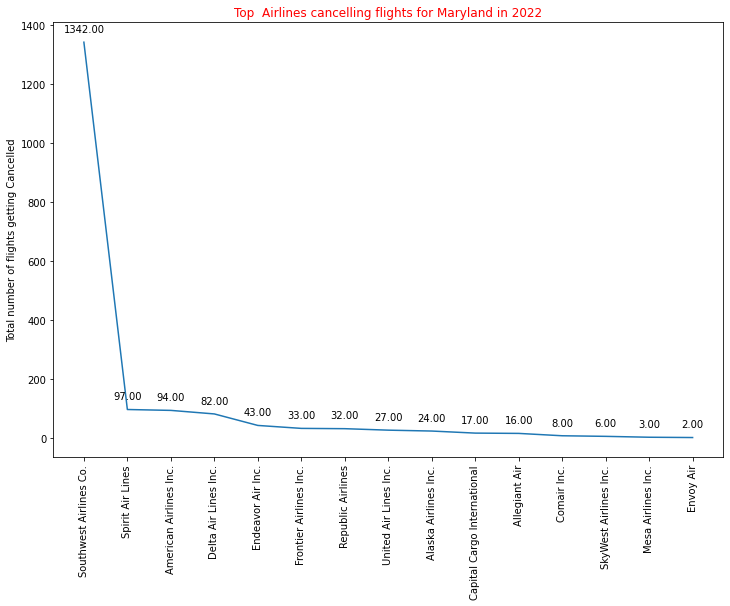 Top  Airlines cancelling flights for Maryland in 2022
Total number of flights getting Cancelled
1400
1200
1000
800
600
400
200
0
1342.00
97.00
94.00
82.00
43.00
33.00
32.00
27.00
24.00
17.00
16.00
8.00
6.00
3.00
2.00
Southwest Airlines Co.
Spirit Air Lines
American Airlines Inc.
Delta Air Lines Inc.
Endeavor Air Inc.
Frontier Airlines Inc.
Republic Airlines
United Air Lines Inc.
Alaska Airlines Inc.
Capital Cargo International
Allegiant Air
Comair Inc.
SkyWest Airlines Inc.
Mesa Airlines Inc.
Envoy Air